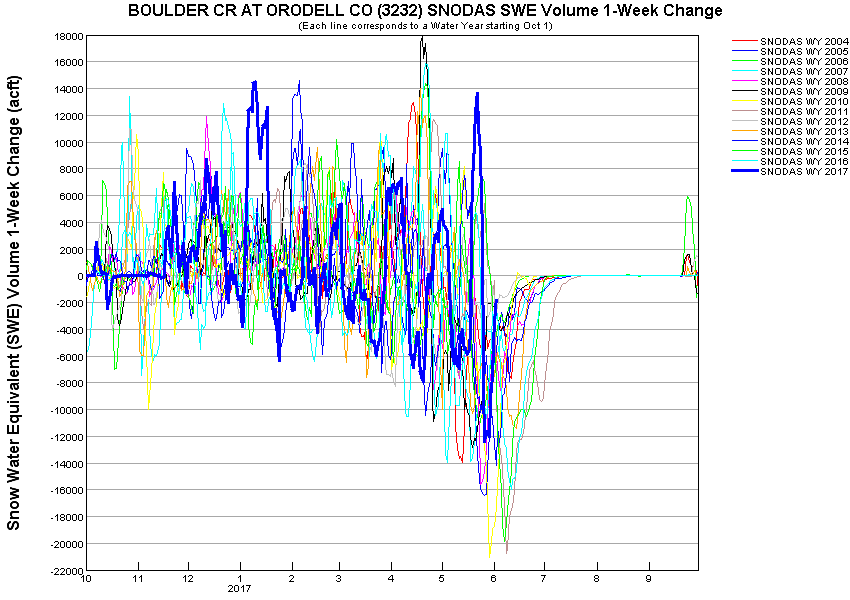 BOULDER CR AT ORODELL CO (3232) SNODAS SWE Volume 1-Week Change
(Each line corresponds to a Water Year starting Oct 1)
Snow Water Equivalent (SWE) Volume 1-Week Change (acft)
18000
16000
14000
12000
10000
8000
6000
4000
2000
0
-2000
-4000
-6000
-8000
-10000
-12000
-14000
-16000
-18000
-20000
-22000
10 11 12 1 2 3 4 5 6 7 8 9
2017
SNODAS WY 2004
SNODAS WY 2005
SNODAS WY 2006
SNODAS WY 2007
SNODAS WY 2008
SNODAS WY 2009
SNODAS WY 2010
SNODAS WY 2011
SNODAS WY 2012
SNODAS WY 2013
SNODAS WY 2014
SNODAS WY 2015
SNODAS WY 2016
SNODAS WY 2017